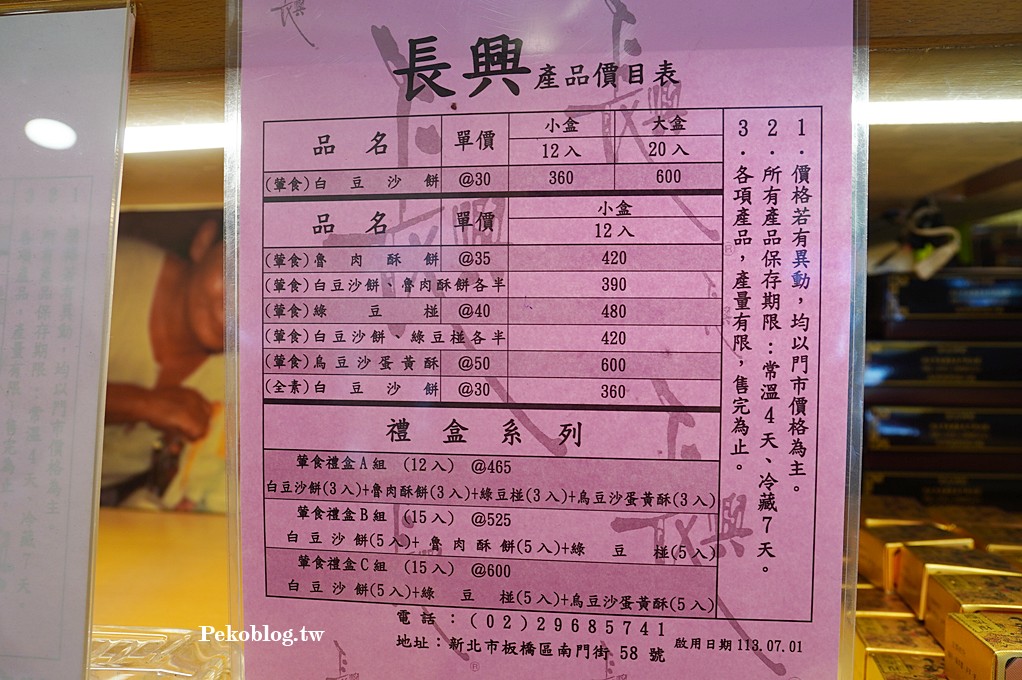 長興產品價目表
品名 單價 小盒 大盒
12入 20入
(葷食)白豆沙餅 @30 360 600
品名 單價 小盒
12入
(葷食)魯肉酥餅 @35 420
(葷食)白豆沙餅、魯肉酥餅各半 390
(葷食)綠豆椪 @40 480
(葷食)白豆沙餅、綠豆椪各半 420
(葷食)烏豆沙蛋黃酥 @50 600
(全素)白豆沙餅 @30 360
禮盒系列
葷食禮盒A組 (12入) @465
白豆沙餅(3入)+魯肉酥餅(3入)+綠豆椪(3入)+烏豆沙蛋黃酥(3入)
葷食禮盒B組 (15入) @525
白豆沙餅(5入)+魯肉酥餅(5入)+綠豆椪(5入)
葷食禮盒C組 (15入) @600
白豆沙餅(5入)+綠豆椪(5入)+烏豆沙蛋黃酥(5入)
1.價格若有異動,均以門市價格為主。
2.所有產品保存期限:常溫4天、冷藏7天。
3.各項產品,產量有限,售完為止。
電話:(02)29685741
地址:新北市板橋區南門街 58 號
啟用日期 113.07.01
Pekoblog.tw